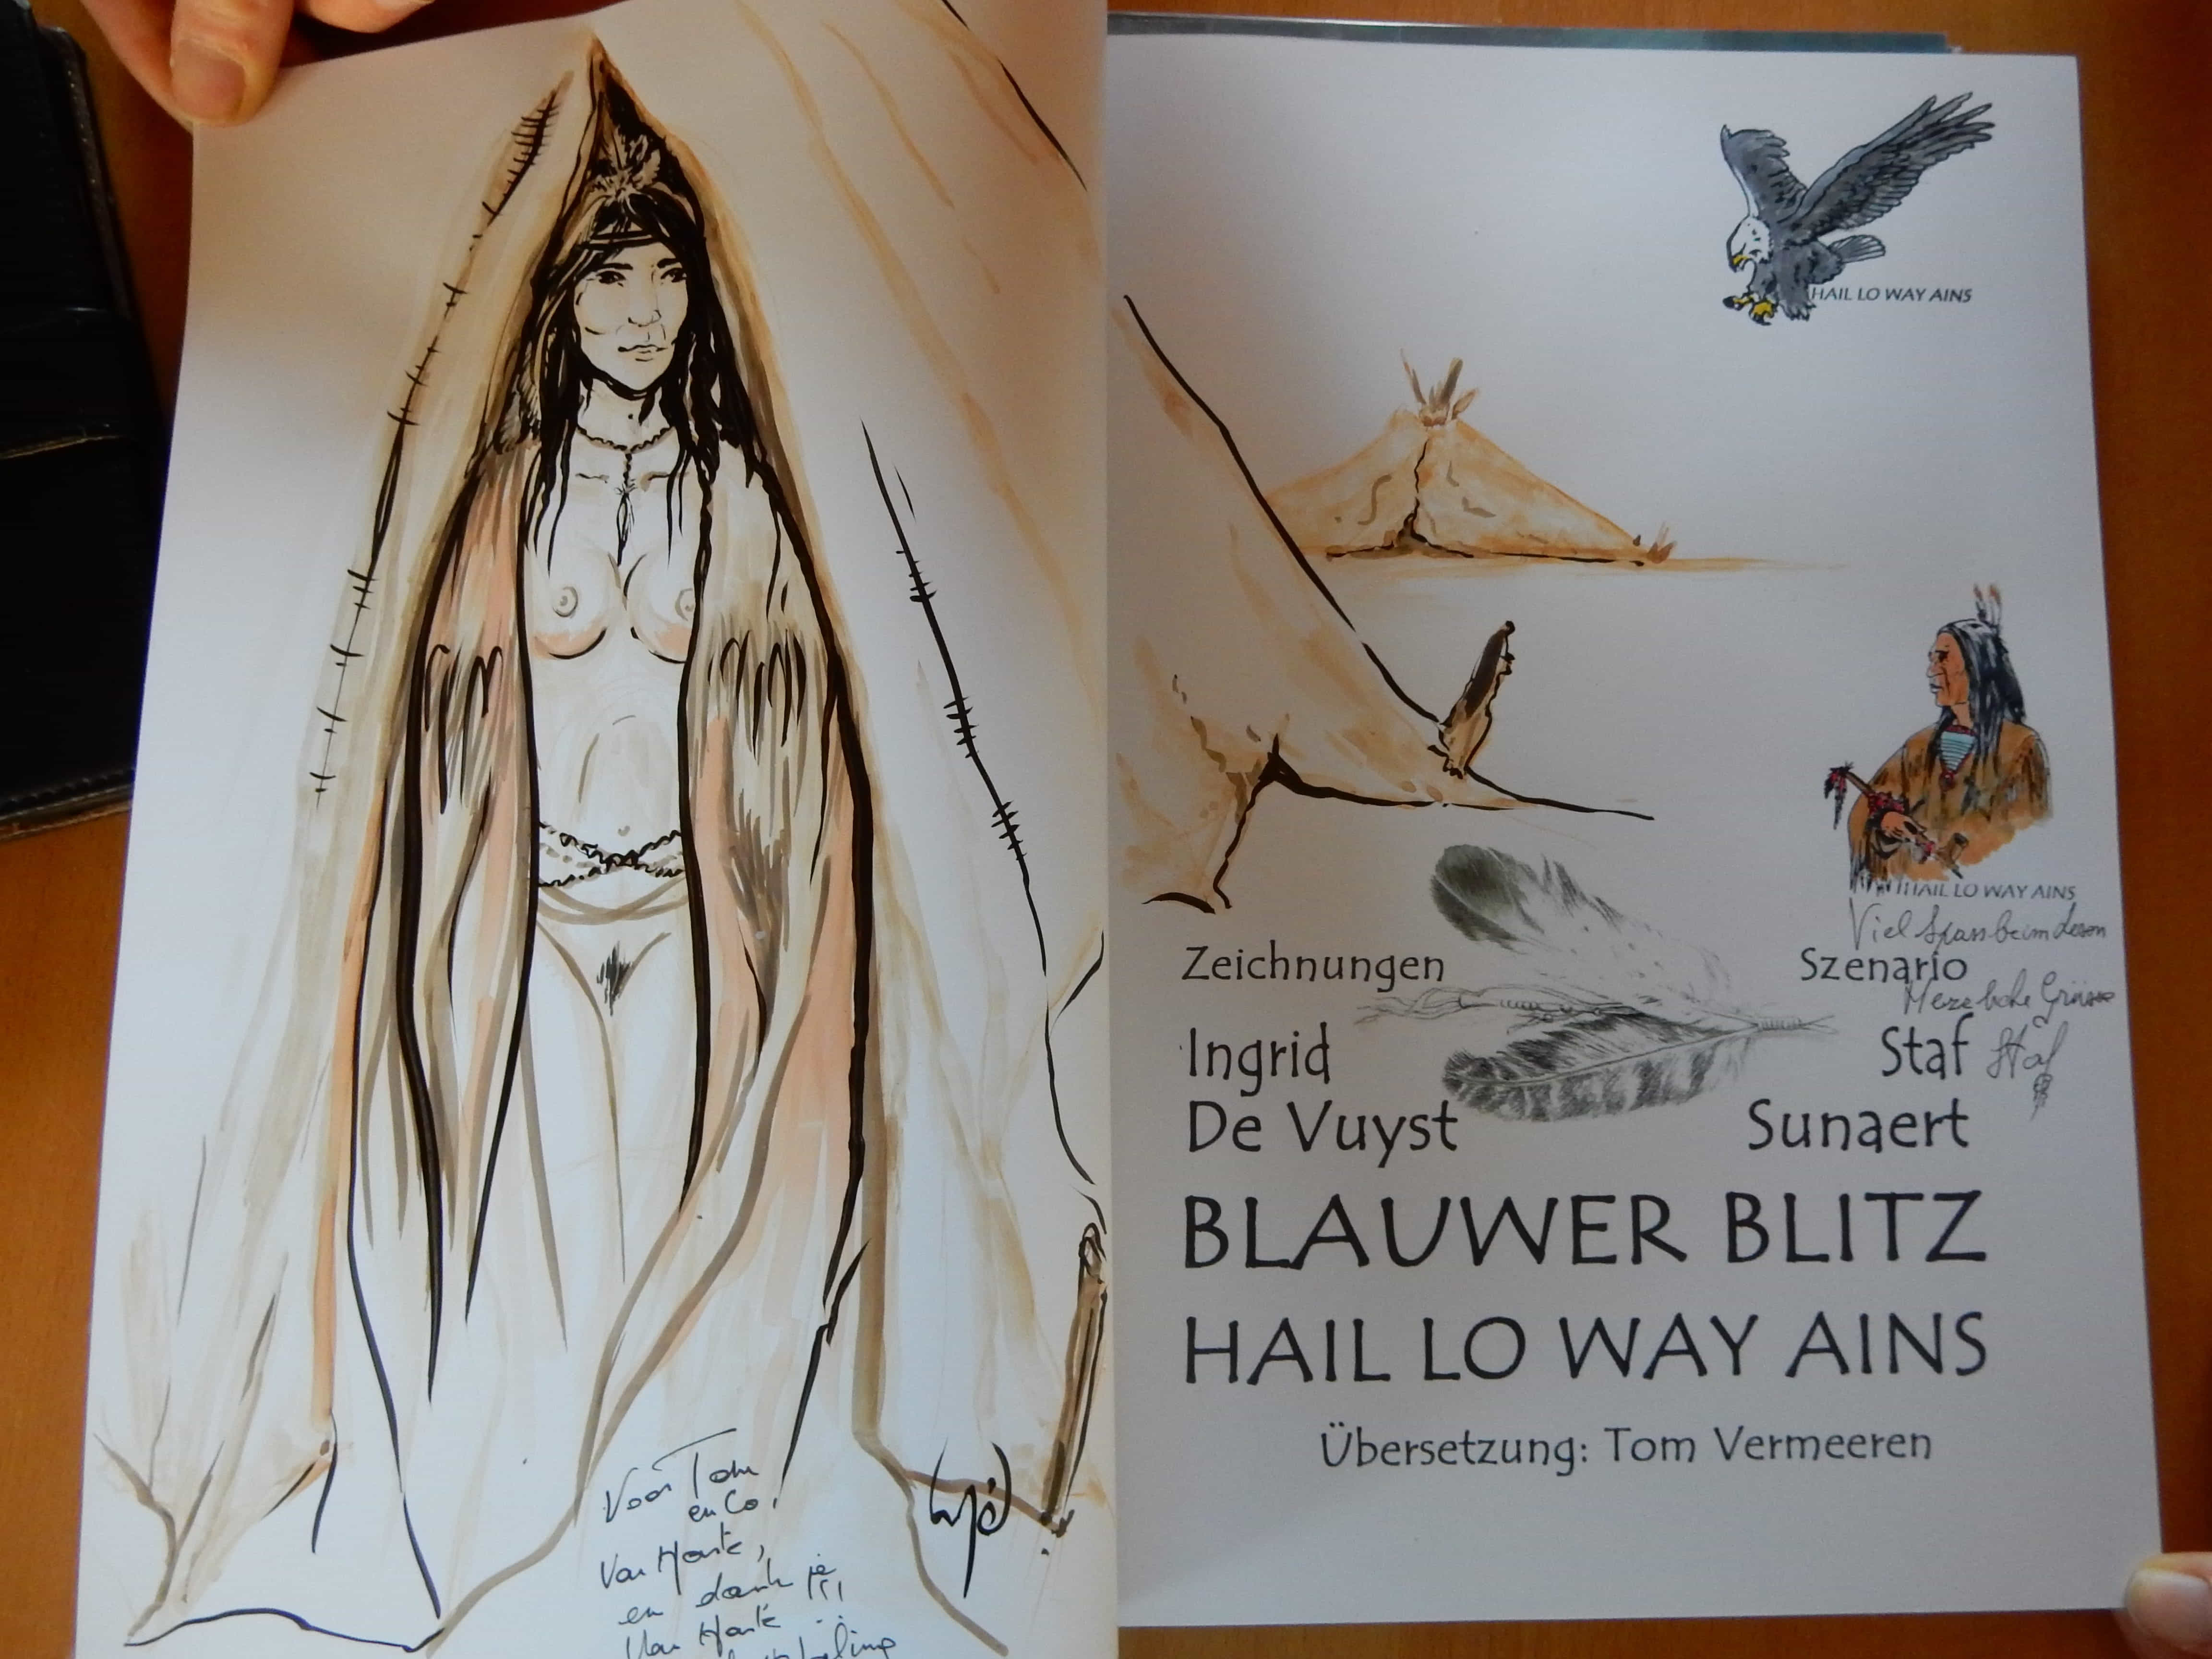 Voor Tom
en Co.
Van Harte,
en dank je !!!
Van Harte
HAIL LO WAY AINS
HAIL LO WAY AINS
Viel Spass beim Lesen
Zeichnungen
Szenario
Herzliche Grüsse
Ingrid
De Vuyst
Staf
Staf
Sunaert
BLAUWER BLITZ
HAIL LO WAY AINS
Übersetzung: Tom Vermeeren